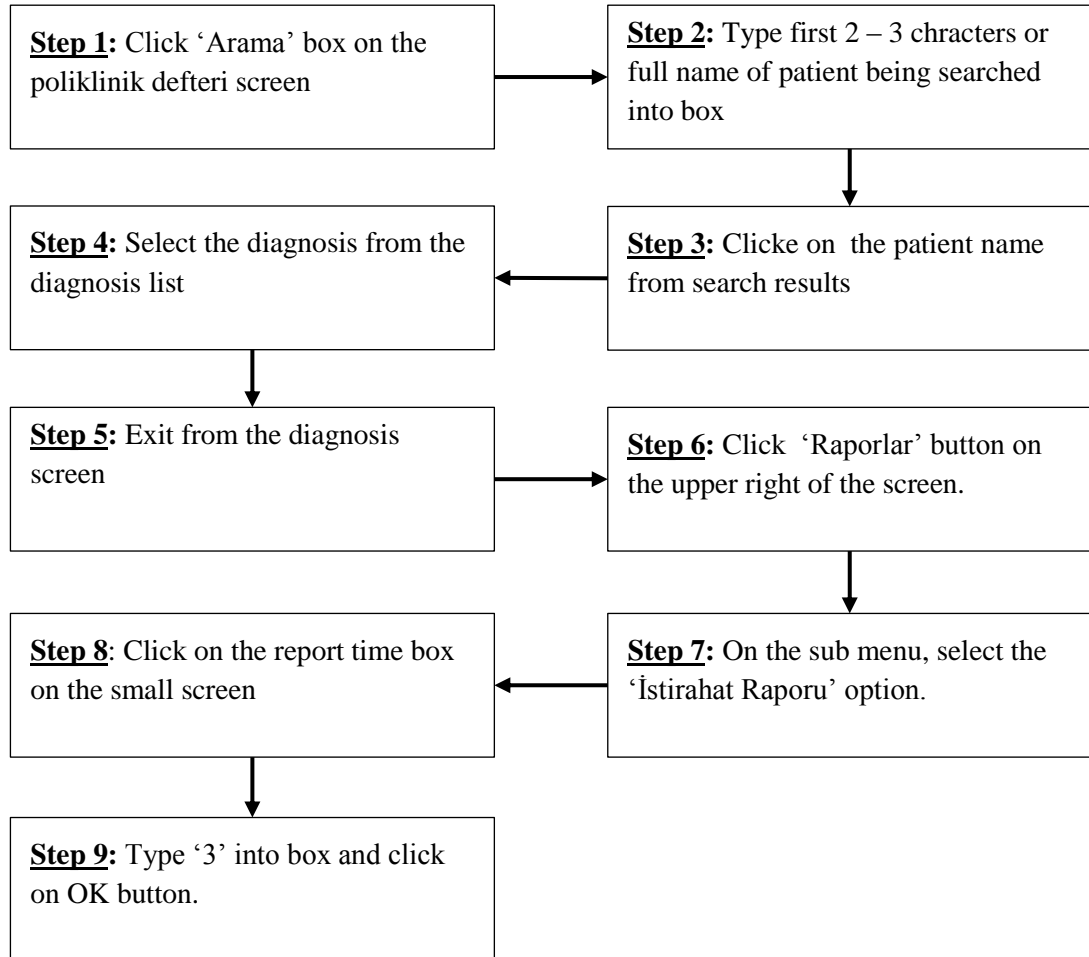 Step 1: Click ‘Arama’ box on the
poliklinik defteri screen
Step 2: Type first 2 – 3 chracters or
full name of patient being searched
into box
Step 3: Clicke on  the patient name
from search results
Step 4: Select the diagnosis from the
diagnosis list
Step 5: Exit from the diagnosis
screen
Step 6: Click  ‘Raporlar’ button on
the upper right of the screen.
Step 7: On the sub menu, select the
‘İstirahat Raporu’ option.
Step 8: Click on the report time box
on the small screen
Step 9: Type ‘3’ into box and click
on OK button.